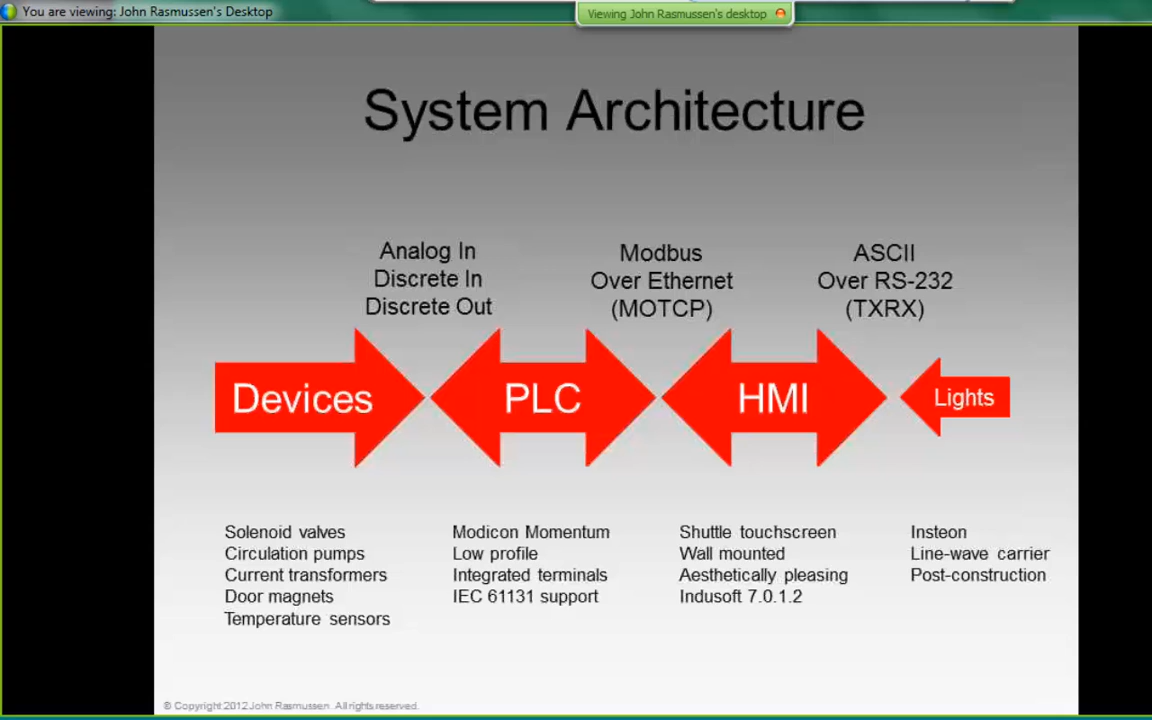 You are viewing: John Rasmussen's Desktop
Viewing John Rasmussen's desktop
System Architecture
Analog In
Discrete In
Discrete Out
Modbus
Over Ethernet
(MOTCP)
ASCII
Over RS-232
(TXRX)
Devices
PLC
HMI
Lights
Solenoid valves
Circulation pumps
Current transformers
Door magnets
Temperature sensors
Modicon Momentum
Low profile
Integrated terminals
IEC 61131 support
Shuttle touchscreen
Wall mounted
Aesthetically pleasing
Indusoft 7.0.1.2
Insteon
Line-wave carrier
Post-construction
© Copyright 2012 John Rasmussen. All rights reserved.